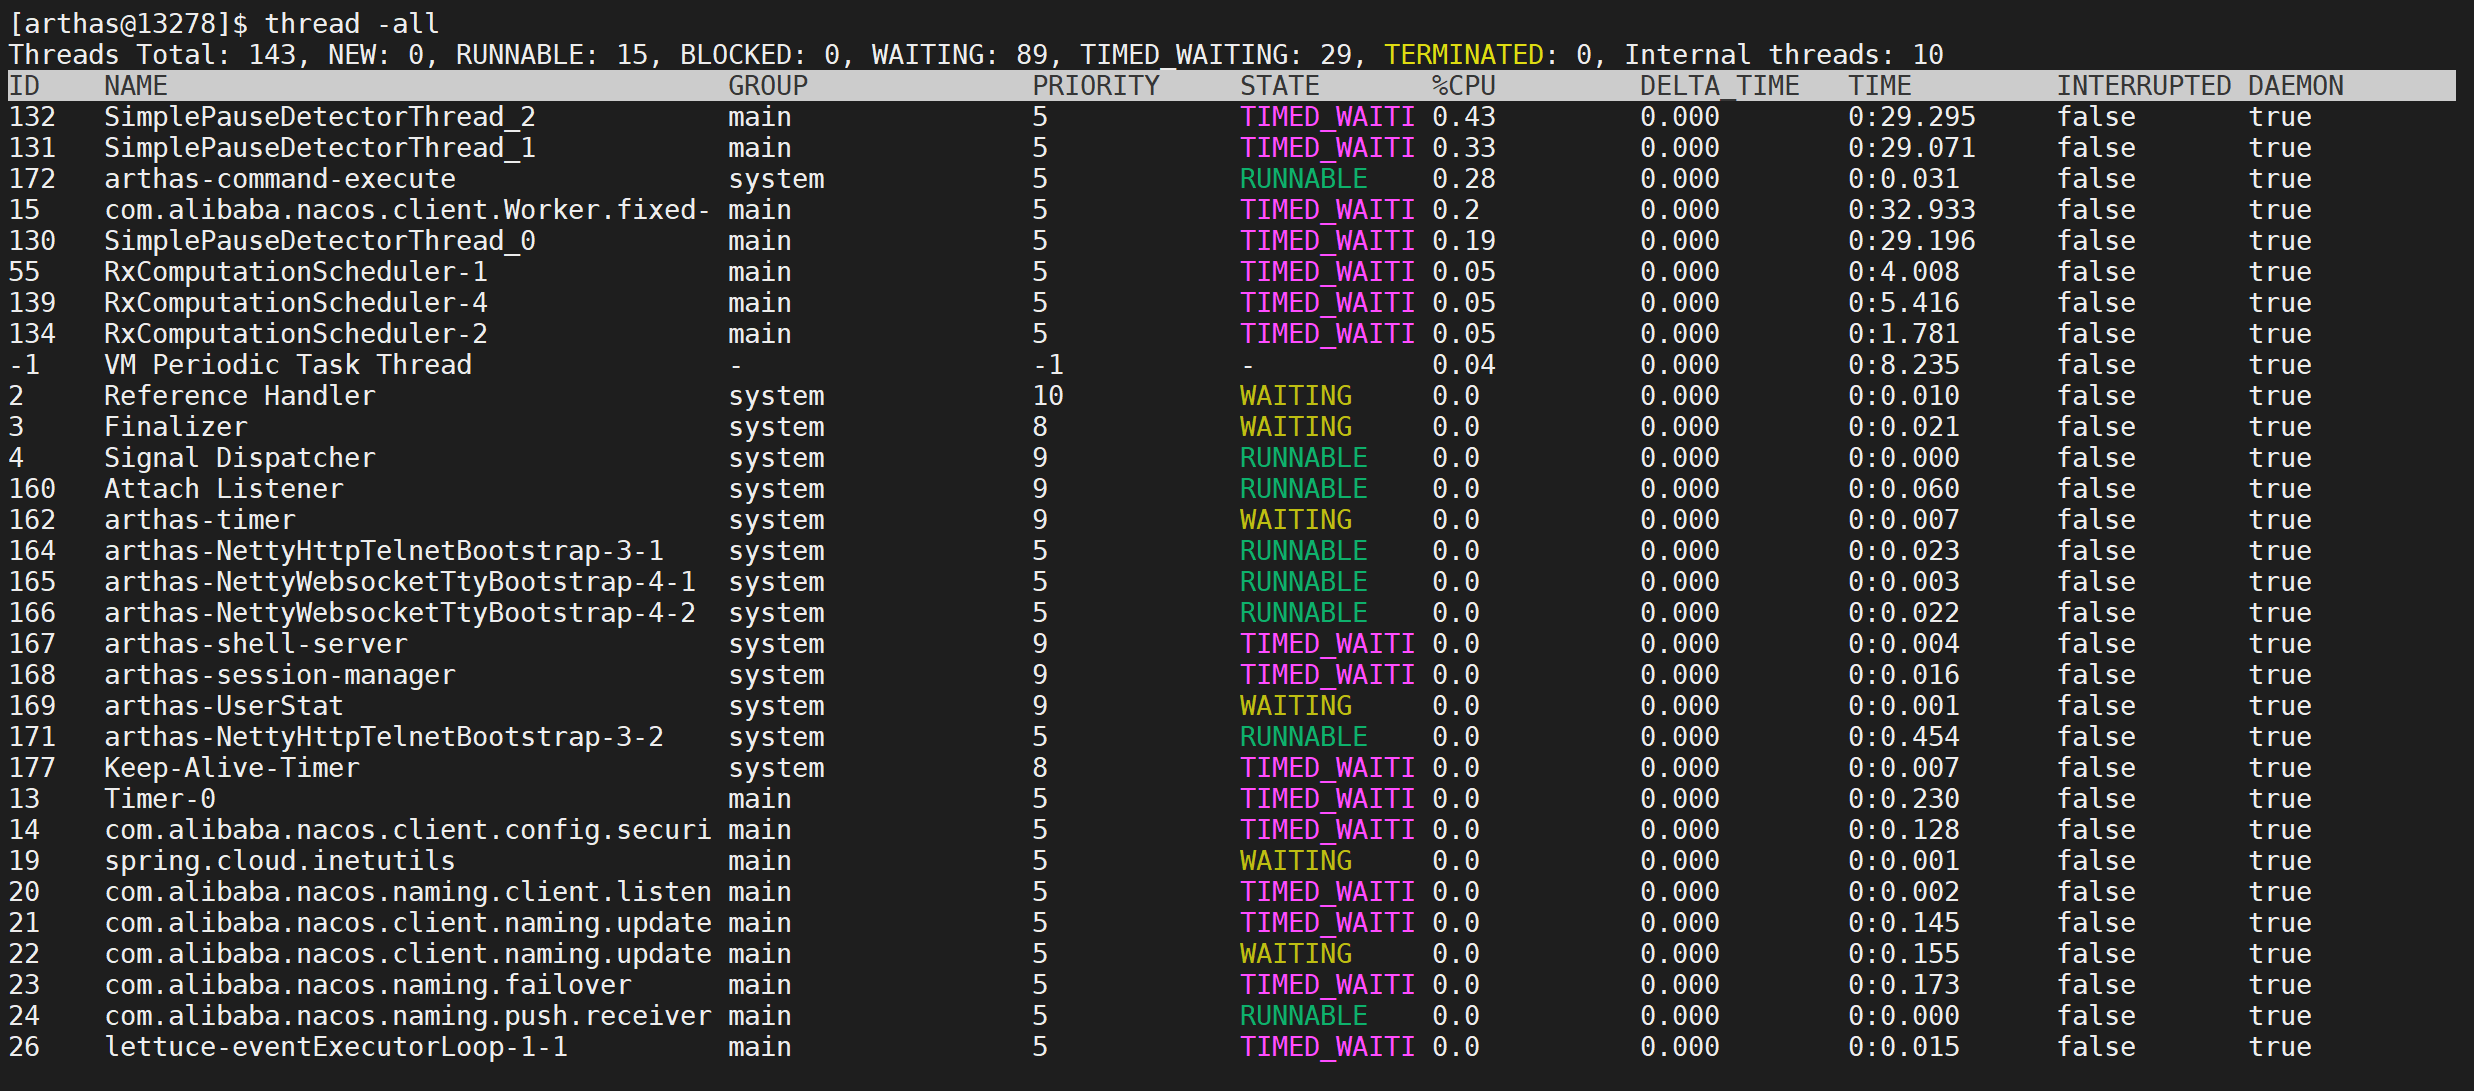 [arthas@13278]$ thread -all
Threads Total: 143, NEW: 0, RUNNABLE: 15, BLOCKED: 0, WAITING: 89, TIMED_WAITING: 29, TERMINATED: 0, Internal threads: 10
ID NAME GROUP PRIORITY STATE %CPU DELTA_TIME TIME INTERRUPTED DAEMON
132 SimplePauseDetectorThread_2 main 5 TIMED_WAITI 0.43 0.000 0:29.295 false true
131 SimplePauseDetectorThread_1 main 5 TIMED_WAITI 0.33 0.000 0:29.071 false true
172 arthas-command-execute system 5 RUNNABLE 0.28 0.000 0:0.031 false true
15 com.alibaba.nacos.client.Worker.fixed- main 5 TIMED_WAITI 0.2 0.000 0:32.933 false true
130 SimplePauseDetectorThread_0 main 5 TIMED_WAITI 0.19 0.000 0:29.196 false true
55 RxComputationScheduler-1 main 5 TIMED_WAITI 0.05 0.000 0:4.008 false true
139 RxComputationScheduler-4 main 5 TIMED_WAITI 0.05 0.000 0:5.416 false true
134 RxComputationScheduler-2 main 5 TIMED_WAITI 0.05 0.000 0:1.781 false true
-1 VM Periodic Task Thread - -1 - 0.04 0.000 0:8.235 false true
2 Reference Handler system 10 WAITING 0.0 0.000 0:0.010 false true
3 Finalizer system 8 WAITING 0.0 0.000 0:0.021 false true
4 Signal Dispatcher system 9 RUNNABLE 0.0 0.000 0:0.000 false true
160 Attach Listener system 9 RUNNABLE 0.0 0.000 0:0.060 false true
162 arthas-timer system 9 WAITING 0.0 0.000 0:0.007 false true
164 arthas-NettyHttpTelnetBootstrap-3-1 system 5 RUNNABLE 0.0 0.000 0:0.023 false true
165 arthas-NettyWebsocketTtyBootstrap-4-1 system 5 RUNNABLE 0.0 0.000 0:0.003 false true
166 arthas-NettyWebsocketTtyBootstrap-4-2 system 5 RUNNABLE 0.0 0.000 0:0.022 false true
167 arthas-shell-server system 9 TIMED_WAITI 0.0 0.000 0:0.004 false true
168 arthas-session-manager system 9 TIMED_WAITI 0.0 0.000 0:0.016 false true
169 arthas-UserStat system 9 WAITING 0.0 0.000 0:0.001 false true
171 arthas-NettyHttpTelnetBootstrap-3-2 system 5 RUNNABLE 0.0 0.000 0:0.454 false true
177 Keep-Alive-Timer system 8 TIMED_WAITI 0.0 0.000 0:0.007 false true
13 Timer-0 main 5 TIMED_WAITI 0.0 0.000 0:0.230 false true
14 com.alibaba.nacos.client.config.securi main 5 TIMED_WAITI 0.0 0.000 0:0.128 false true
19 spring.cloud.inetutils main 5 WAITING 0.0 0.000 0:0.001 false true
20 com.alibaba.nacos.naming.client.listen main 5 TIMED_WAITI 0.0 0.000 0:0.002 false true
21 com.alibaba.nacos.client.naming.update main 5 TIMED_WAITI 0.0 0.000 0:0.145 false true
22 com.alibaba.nacos.client.naming.update main 5 WAITING 0.0 0.000 0:0.155 false true
23 com.alibaba.nacos.naming.failover main 5 TIMED_WAITI 0.0 0.000 0:0.173 false true
24 com.alibaba.nacos.naming.push.receiver main 5 RUNNABLE 0.0 0.000 0:0.000 false true
26 lettuce-eventExecutorLoop-1-1 main 5 TIMED_WAITI 0.0 0.000 0:0.015 false true